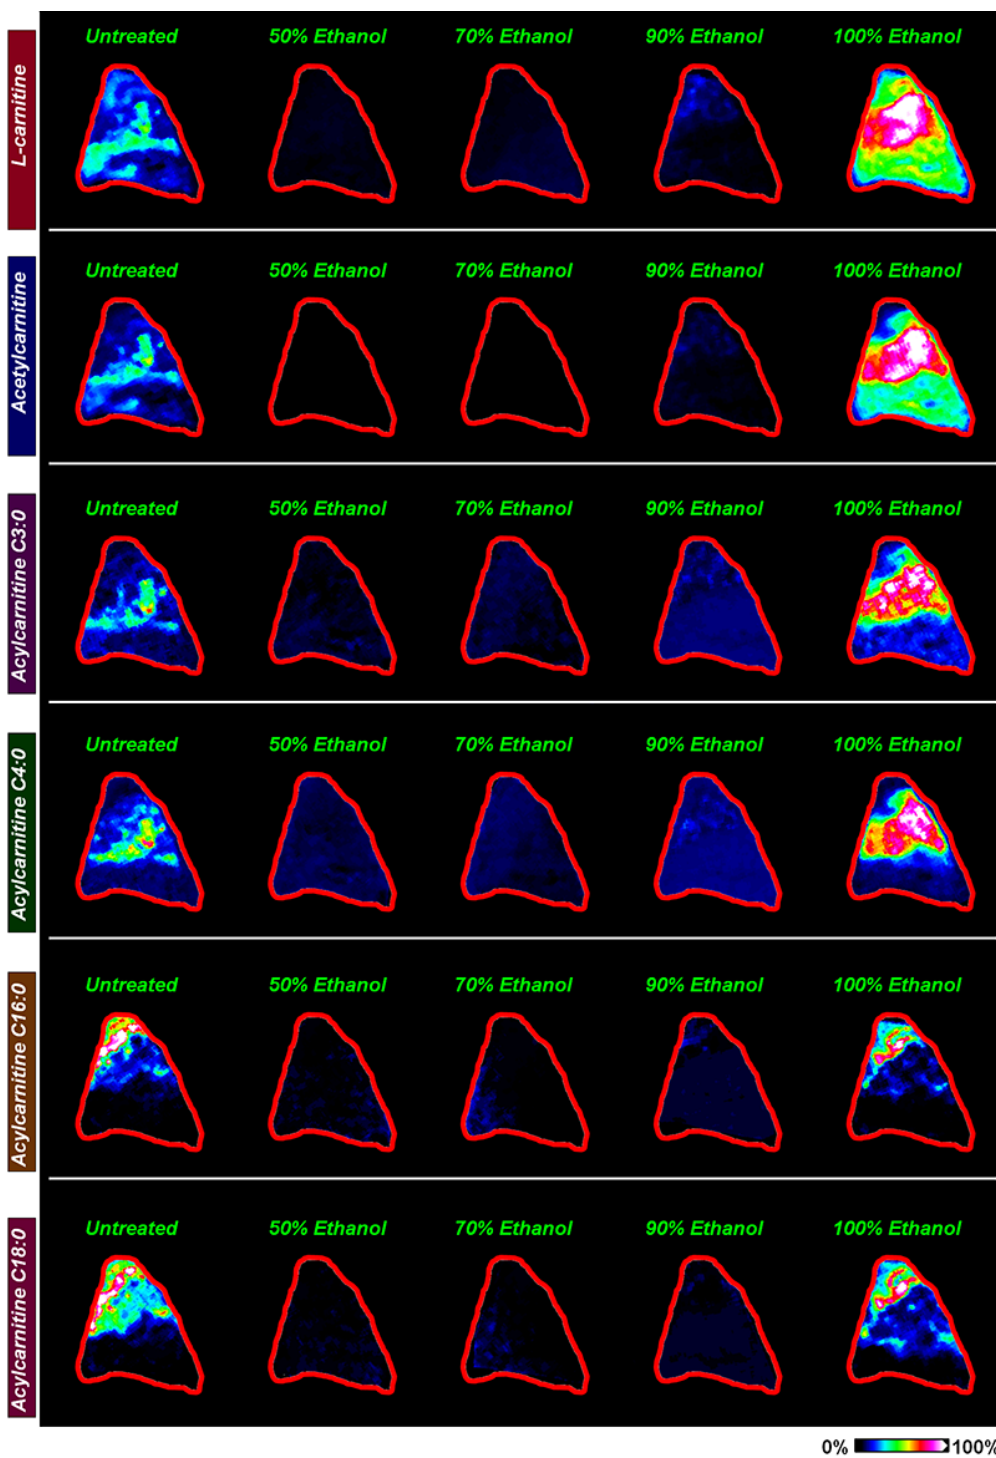 L-carnitine
Untreated 50% Ethanol 70% Ethanol 90% Ethanol 100% Ethanol
Acetylcarnitine
Untreated 50% Ethanol 70% Ethanol 90% Ethanol 100% Ethanol
Acylcarnitine C3:0
Untreated 50% Ethanol 70% Ethanol 90% Ethanol 100% Ethanol
Acylcarnitine C4:0
Untreated 50% Ethanol 70% Ethanol 90% Ethanol 100% Ethanol
Acylcarnitine C16:0
Untreated 50% Ethanol 70% Ethanol 90% Ethanol 100% Ethanol
Acylcarnitine C18:0
Untreated 50% Ethanol 70% Ethanol 90% Ethanol 100% Ethanol
0% 100%